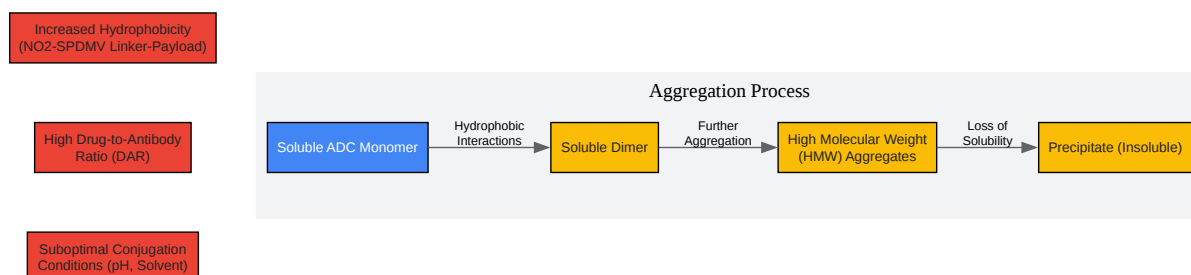 Increased Hydrophobicity
(NO2-SPDMV Linker-Payload)
Aggregation Process
High Drug-to-Antibody
Ratio (DAR)
Soluble ADC Monomer
Hydrophobic
Interactions
Soluble Dimer
Further
Aggregation
High Molecular Weight
(HMW) Aggregates
Loss of
Solubility
Precipitate (Insoluble)
Suboptimal Conjugation
Conditions (pH, Solvent)